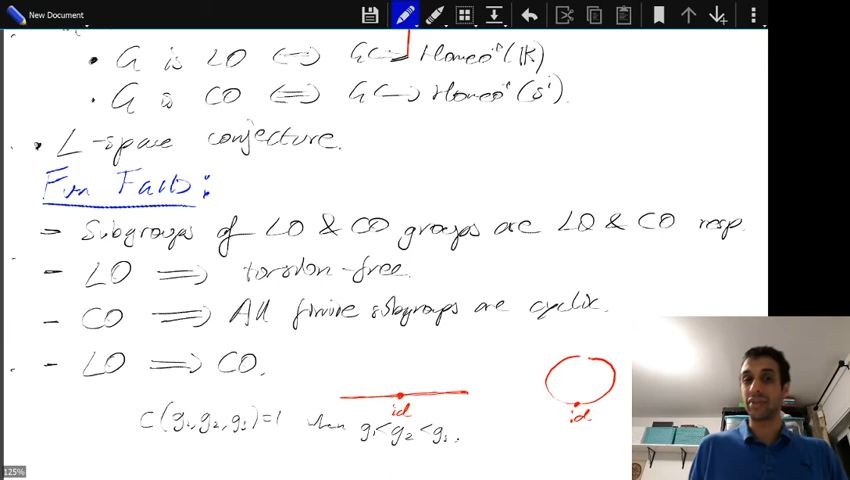 New Document
• G is LO ⟺ G↪Homeo⁺(ℝ)
• G is CO ⟺ G↪Homeo⁺(S¹).
• L-space conjecture.
Fun Facts:
- Subgroups of LO & CO groups are LO & CO resp.
- LO ⟹ torsion-free.
- CO ⟹ All finite subgroups are cyclic.
- LO ⟹ CO.
id
id
C(g₁,g₂,g₃)=1 when g₁<g₂<g₃.
125%